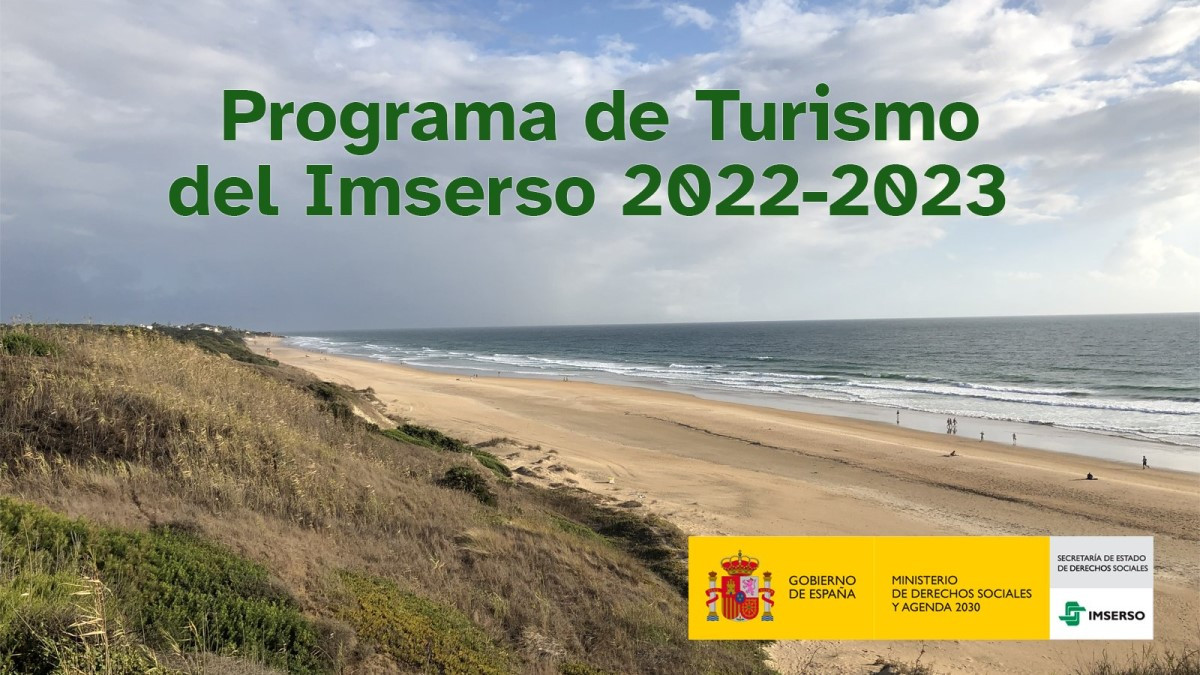 Programa de Turismo
del Imserso 2022-2023
GOBIERNO
DE ESPAÑA
MINISTERIO
DE DERECHOS SOCIALES
Y AGENDA 2030
SECRETARÍA DE ESTADO
DE DERECHOS SOCIALES
IMSERSO